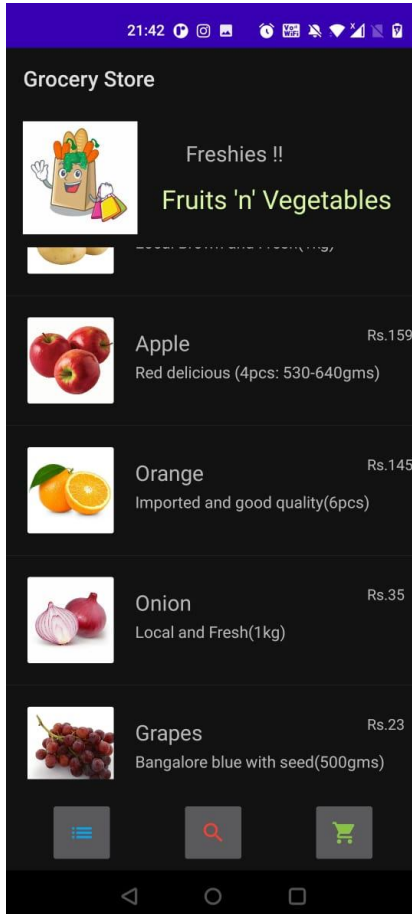 21:42
Grocery Store
Freshies !!
Fruits 'n' Vegetables
Apple
Rs.159
Red delicious (4pcs: 530-640gms)
Orange
Rs.145
Imported and good quality(6pcs)
Onion
Rs.35
Local and Fresh(1kg)
Grapes
Rs.23
Bangalore blue with seed(500gms)